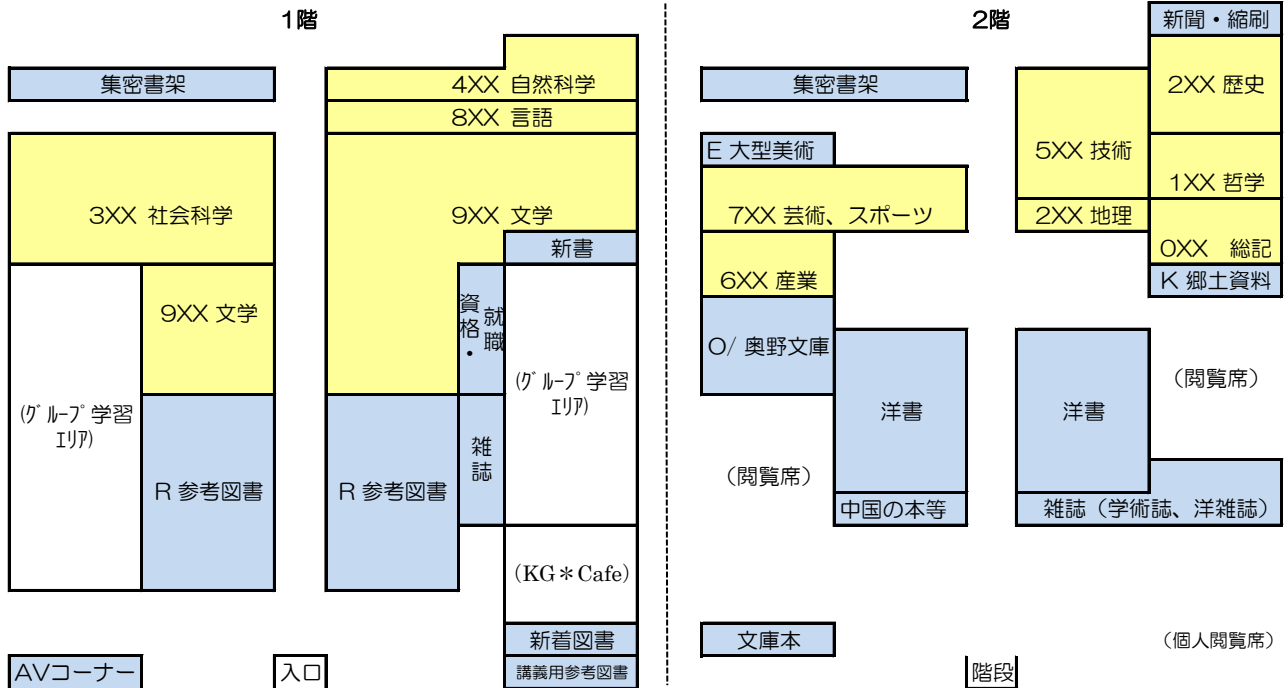 1階
集密書架
4XX 自然科学
8XX 言語
3XX 社会科学
9XX 文学
新書
9XX 文学
資格・
就職
(ｸﾞﾙｰﾌﾟ学習
ｴﾘｱ)
(ｸﾞﾙｰﾌﾟ学習
ｴﾘｱ)
R 参考図書
R 参考図書
雑誌
(KG＊Cafe)
新着図書
AVコーナー
入口
講義用参考図書
2階
新聞・縮刷
集密書架
2XX 歴史
E 大型美術
5XX 技術
1XX 哲学
7XX 芸術、スポーツ
2XX 地理
0XX 総記
6XX 産業
K 郷土資料
O/ 奥野文庫
洋書
洋書
（閲覧席）
（閲覧席）
中国の本等
雑誌（学術誌、洋雑誌）
文庫本
（個人閲覧席）
階段